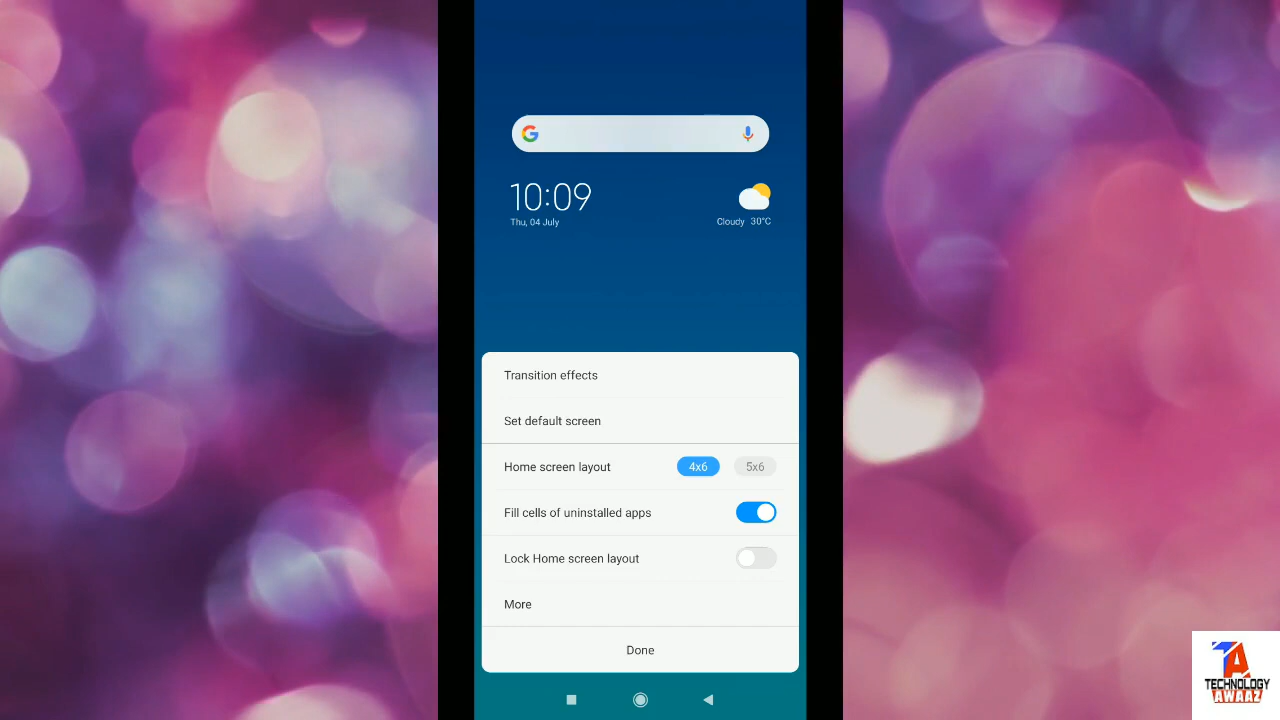 10:09
Thu, 04 July
Cloudy 30°C
Transition effects
Set default screen
Home screen layout 4x6 5x6
Fill cells of uninstalled apps
Lock Home screen layout
More
Done
TA
TECHNOLOGY
AWAAZ